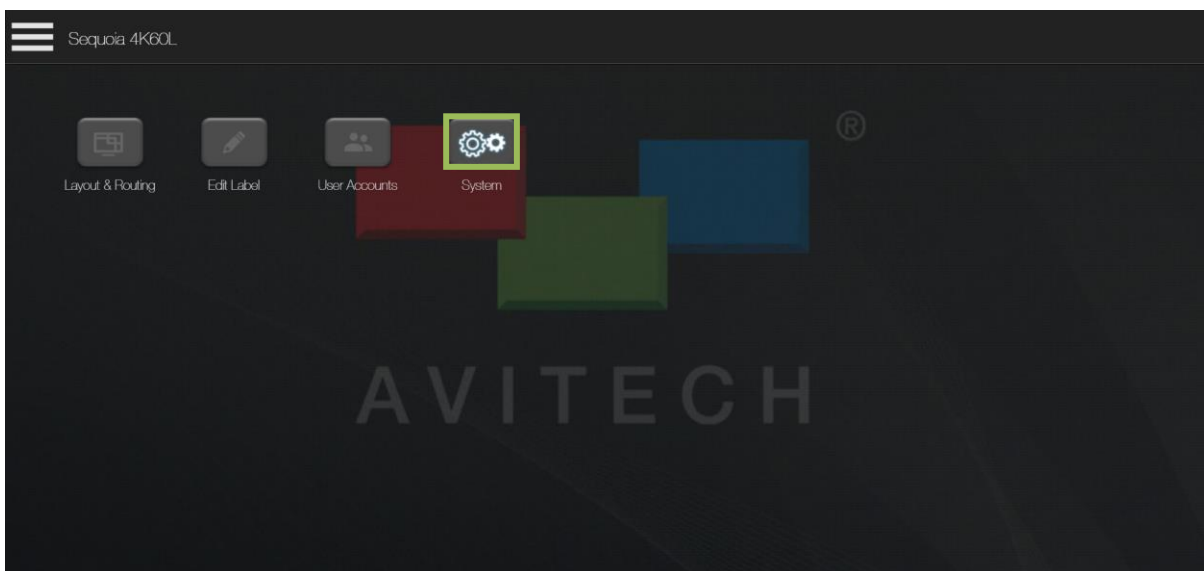 Sequoia 4K60L
®
Layout & Routing
Edit Label
User Accounts
System
AVITECH